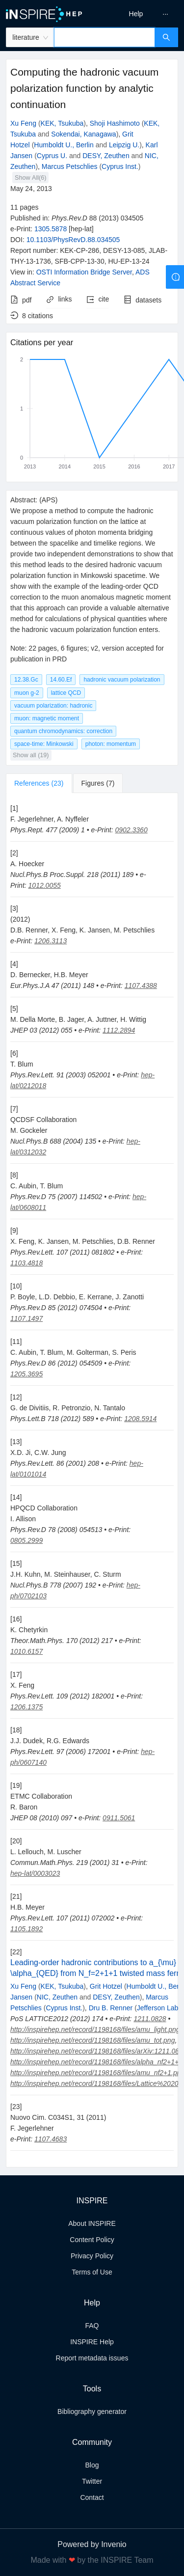 iNSPIRE HEP
Help
...
literature
Computing the hadronic vacuum
polarization function by analytic
continuation
Xu Feng (KEK, Tsukuba), Shoji Hashimoto (KEK,
Tsukuba and Sokendai, Kanagawa), Grit
Hotzel (Humboldt U., Berlin and Leipzig U.), Karl
Jansen (Cyprus U. and DESY, Zeuthen and NIC,
Zeuthen), Marcus Petschlies (Cyprus Inst.)
Show All(6)
May 24, 2013
11 pages
Published in: Phys.Rev.D 88 (2013) 034505
e-Print: 1305.5878 [hep-lat]
DOI: 10.1103/PhysRevD.88.034505
Report number: KEK-CP-286, DESY-13-085, JLAB-
THY-13-1736, SFB-CPP-13-30, HU-EP-13-24
View in: OSTI Information Bridge Server, ADS
Abstract Service
pdf links cite datasets
8 citations
Citations per year
2
1
0
2013 2014 2015 2016 2017
Abstract: (APS)
We propose a method to compute the hadronic
vacuum polarization function on the lattice at
continuous values of photon momenta
bridging between the spacelike and timelike
regions. We provide two independent
demonstrations to show that this method leads
to the desired hadronic vacuum polarization
function in Minkowski spacetime. We show
with the example of the leading-order QCD
correction to the muon anomalous magnetic
moment that this approach can provide a
valuable alternative method for calculations of
physical quantities where the hadronic vacuum
polarization function enters.
Note: 22 pages, 6 figures; v2, version accepted for
publication in PRD
12.38.Gc 14.60.Ef hadronic vacuum polarization
muon g-2 lattice QCD
vacuum polarization: hadronic
muon: magnetic moment
quantum chromodynamics: correction
space-time: Minkowski photon: momentum
Show all (19)
References (23) Figures (7)
[1]
F. Jegerlehner, A. Nyffeler
Phys.Rept. 477 (2009) 1 • e-Print: 0902.3360
[2]
A. Hoecker
Nucl.Phys.B Proc.Suppl. 218 (2011) 189 • e-
Print: 1012.0055
[3]
(2012)
D.B. Renner, X. Feng, K. Jansen, M. Petschlies
e-Print: 1206.3113
[4]
D. Bernecker, H.B. Meyer
Eur.Phys.J.A 47 (2011) 148 • e-Print: 1107.4388
[5]
M. Della Morte, B. Jager, A. Juttner, H. Wittig
JHEP 03 (2012) 055 • e-Print: 1112.2894
[6]
T. Blum
Phys.Rev.Lett. 91 (2003) 052001 • e-Print: hep-
lat/0212018
[7]
QCDSF Collaboration
M. Gockeler
Nucl.Phys.B 688 (2004) 135 • e-Print: hep-
lat/0312032
[8]
C. Aubin, T. Blum
Phys.Rev.D 75 (2007) 114502 • e-Print: hep-
lat/0608011
[9]
X. Feng, K. Jansen, M. Petschlies, D.B. Renner
Phys.Rev.Lett. 107 (2011) 081802 • e-Print:
1103.4818
[10]
P. Boyle, L.D. Debbio, E. Kerrane, J. Zanotti
Phys.Rev.D 85 (2012) 074504 • e-Print:
1107.1497
[11]
C. Aubin, T. Blum, M. Golterman, S. Peris
Phys.Rev.D 86 (2012) 054509 • e-Print:
1205.3695
[12]
G. de Divitiis, R. Petronzio, N. Tantalo
Phys.Lett.B 718 (2012) 589 • e-Print: 1208.5914
[13]
X.D. Ji, C.W. Jung
Phys.Rev.Lett. 86 (2001) 208 • e-Print: hep-
lat/0101014
[14]
HPQCD Collaboration
I. Allison
Phys.Rev.D 78 (2008) 054513 • e-Print:
0805.2999
[15]
J.H. Kuhn, M. Steinhauser, C. Sturm
Nucl.Phys.B 778 (2007) 192 • e-Print: hep-
ph/0702103
[16]
K. Chetyrkin
Theor.Math.Phys. 170 (2012) 217 • e-Print:
1010.6157
[17]
X. Feng
Phys.Rev.Lett. 109 (2012) 182001 • e-Print:
1206.1375
[18]
J.J. Dudek, R.G. Edwards
Phys.Rev.Lett. 97 (2006) 172001 • e-Print: hep-
ph/0607140
[19]
ETMC Collaboration
R. Baron
JHEP 08 (2010) 097 • e-Print: 0911.5061
[20]
L. Lellouch, M. Luscher
Commun.Math.Phys. 219 (2001) 31 • e-Print:
hep-lat/0003023
[21]
H.B. Meyer
Phys.Rev.Lett. 107 (2011) 072002 • e-Print:
1105.1892
[22]
Leading-order hadronic contributions to a_{\mu}
\alpha_{QED} from N_f=2+1+1 twisted mass ferm
Xu Feng (KEK, Tsukuba), Grit Hotzel (Humboldt U., Ber
Jansen (NIC, Zeuthen and DESY, Zeuthen), Marcus
Petschlies (Cyprus Inst.), Dru B. Renner (Jefferson Lab
PoS LATTICE2012 (2012) 174 • e-Print: 1211.0828 •
http://inspirehep.net/record/1198168/files/amu_light.png
http://inspirehep.net/record/1198168/files/amu_tot.png,
http://inspirehep.net/record/1198168/files/arXiv:1211.08
http://inspirehep.net/record/1198168/files/alpha_nf2+1+
http://inspirehep.net/record/1198168/files/amu_nf2+1.p
http://inspirehep.net/record/1198168/files/Lattice%2020
[23]
Nuovo Cim. C034S1, 31 (2011)
F. Jegerlehner
e-Print: 1107.4683
INSPIRE
About INSPIRE
Content Policy
Privacy Policy
Terms of Use
Help
FAQ
INSPIRE Help
Report metadata issues
Tools
Bibliography generator
Community
Blog
Twitter
Contact
Powered by Invenio
Made with ❤ by the INSPIRE Team